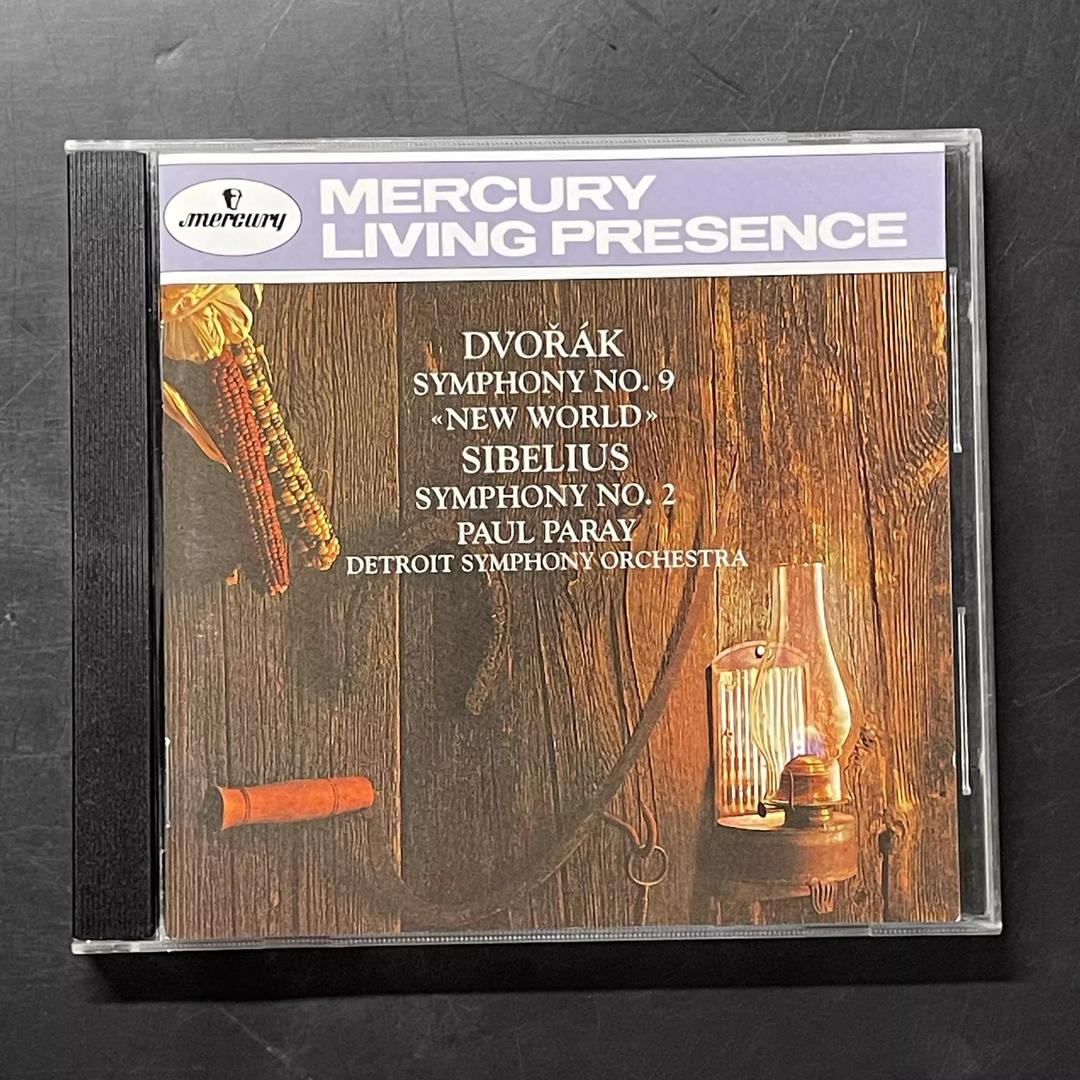 mercury
MERCURY
LIVING PRESENCE
DVOŘÁK
SYMPHONY NO. 9
«NEW WORLD»
SIBELIUS
SYMPHONY NO. 2
PAUL PARAY
DETROIT SYMPHONY ORCHESTRA